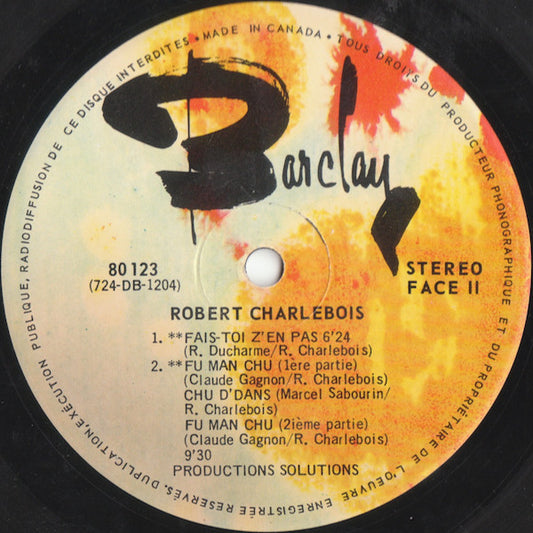 TOUS DROITS DU PRODUCTEUR PHONOGRAPHIQUE ET DU PROPRIÉTAIRE DE L'OEUVRE ENREGISTRÉE RESERVÉS. DUPLICATION, EXÉCUTION PUBLIQUE, RADIODIFFUSION DE CE DISQUE INTERDITES • MADE IN CANADA •
Barclay
80123
(724-DB-1204)
STEREO
FACE II
ROBERT CHARLEBOIS
1. **FAIS-TOI Z'EN PAS 6'24
(R. Ducharme/R. Charlebois)
2. **FU MAN CHU (1ère partie)
(Claude Gagnon/R. Charlebois)
CHU D'DANS (Marcel Sabourin/
R. Charlebois)
FU MAN CHU (2ième partie)
(Claude Gagnon/R. Charlebois)
9'30
PRODUCTIONS SOLUTIONS